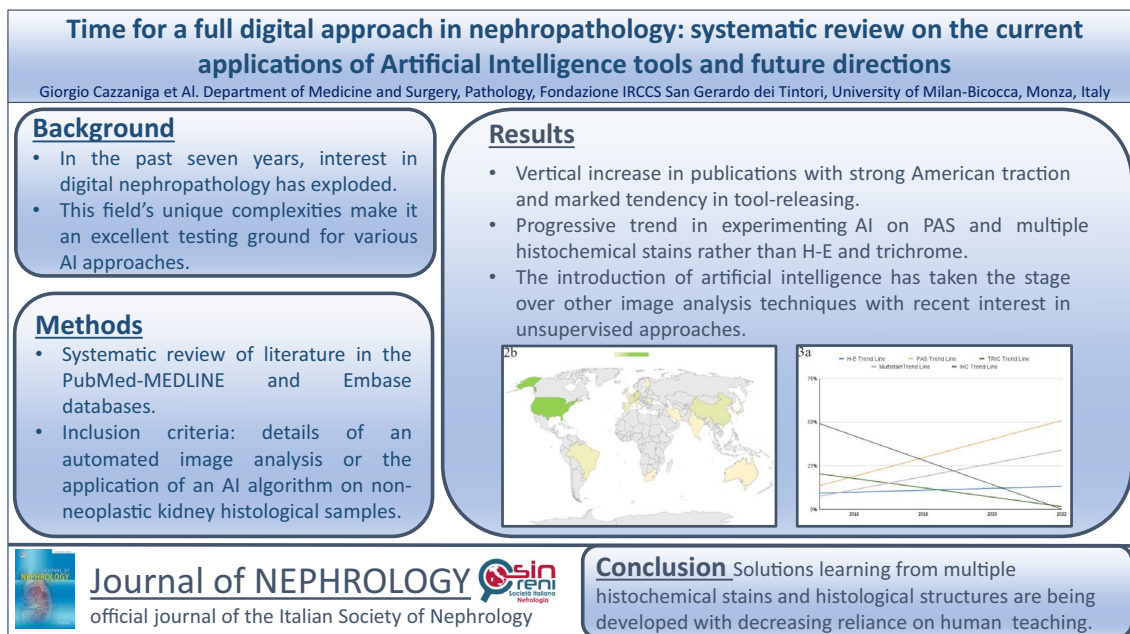 Time for a full digital approach in nephropathology: systematic review on the current
applications of Artificial Intelligence tools and future directions
Giorgio Cazzaniga et Al. Department of Medicine and Surgery, Pathology, Fondazione IRCCS San Gerardo dei Tintori, University of Milan-Bicocca, Monza, Italy
Background
• In the past seven years, interest in
digital nephropathology has exploded.
• This field's unique complexities make it
an excellent testing ground for various
AI approaches.
Methods
• Systematic review of literature in the
PubMed-MEDLINE and Embase
databases.
• Inclusion criteria: details of an
automated image analysis or the
application of an AI algorithm on non-
neoplastic kidney histological samples.
Results
• Vertical increase in publications with strong American traction
and marked tendency in tool-releasing.
• Progressive trend in experimenting AI on PAS and multiple
histochemical stains rather than H-E and trichrome.
• The introduction of artificial intelligence has taken the stage
over other image analysis techniques with recent interest in
unsupervised approaches.
2b
3a
H-E Trend Line PAS Trend Line TRIC Trend Line
Multistain Trend Line IHC Trend Line
75%
50%
25%
0%
2016 2018 2020 2022
JOURNAL OF
NEPHROLOGY
Journal of NEPHROLOGY
official journal of the Italian Society of Nephrology
sin
reni
Società Italiana
Nefrologia
Conclusion Solutions learning from multiple
histochemical stains and histological structures are being
developed with decreasing reliance on human teaching.